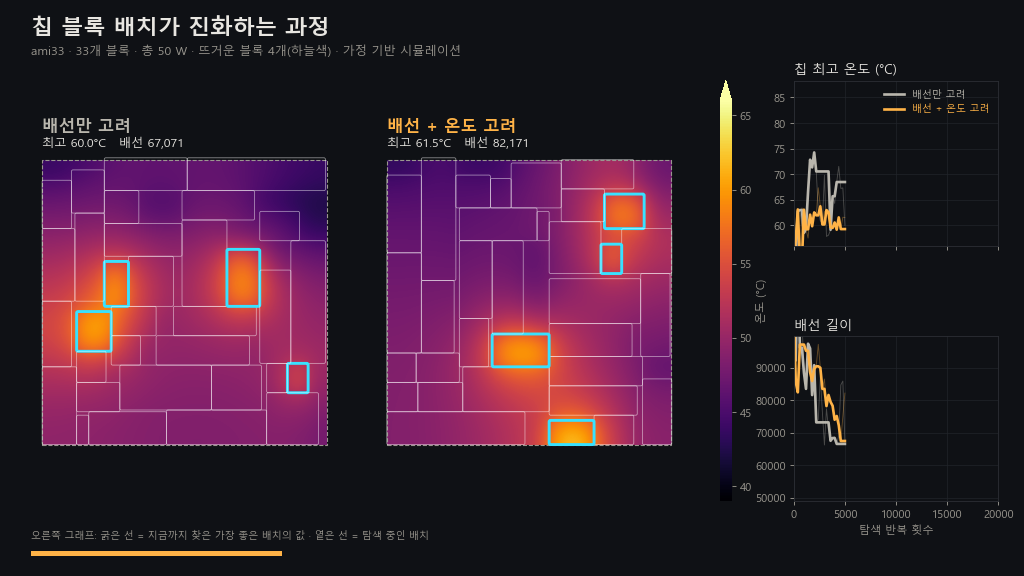 칩 블록 배치가 진화하는 과정
ami33 · 33개 블록 · 총 50 W · 뜨거운 블록 4개(하늘색) · 가정 기반 시뮬레이션
배선만 고려
최고 60.0°C 배선 67,071
배선 + 온도 고려
최고 61.5°C 배선 82,171
65
60
55
50
45
40
온도 (°C)
칩 최고 온도 (°C)
배선만 고려
배선 + 온도 고려
85
80
75
70
65
60
배선 길이
90000
80000
70000
60000
50000
0 5000 10000 15000 20000
탐색 반복 횟수
오른쪽 그래프: 굵은 선 = 지금까지 찾은 가장 좋은 배치의 값 · 옅은 선 = 탐색 중인 배치